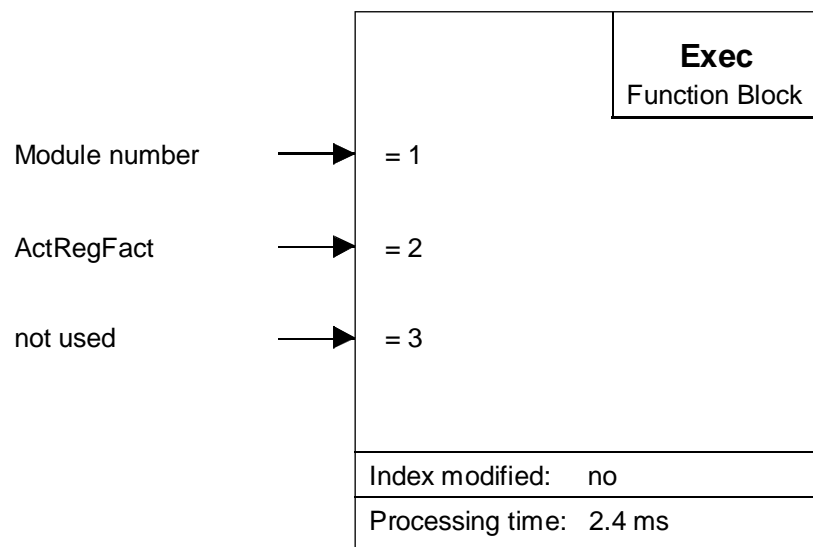 Exec
Function Block
Module number = 1
ActRegFact = 2
not used = 3
Index modified: no
Processing time: 2.4 ms